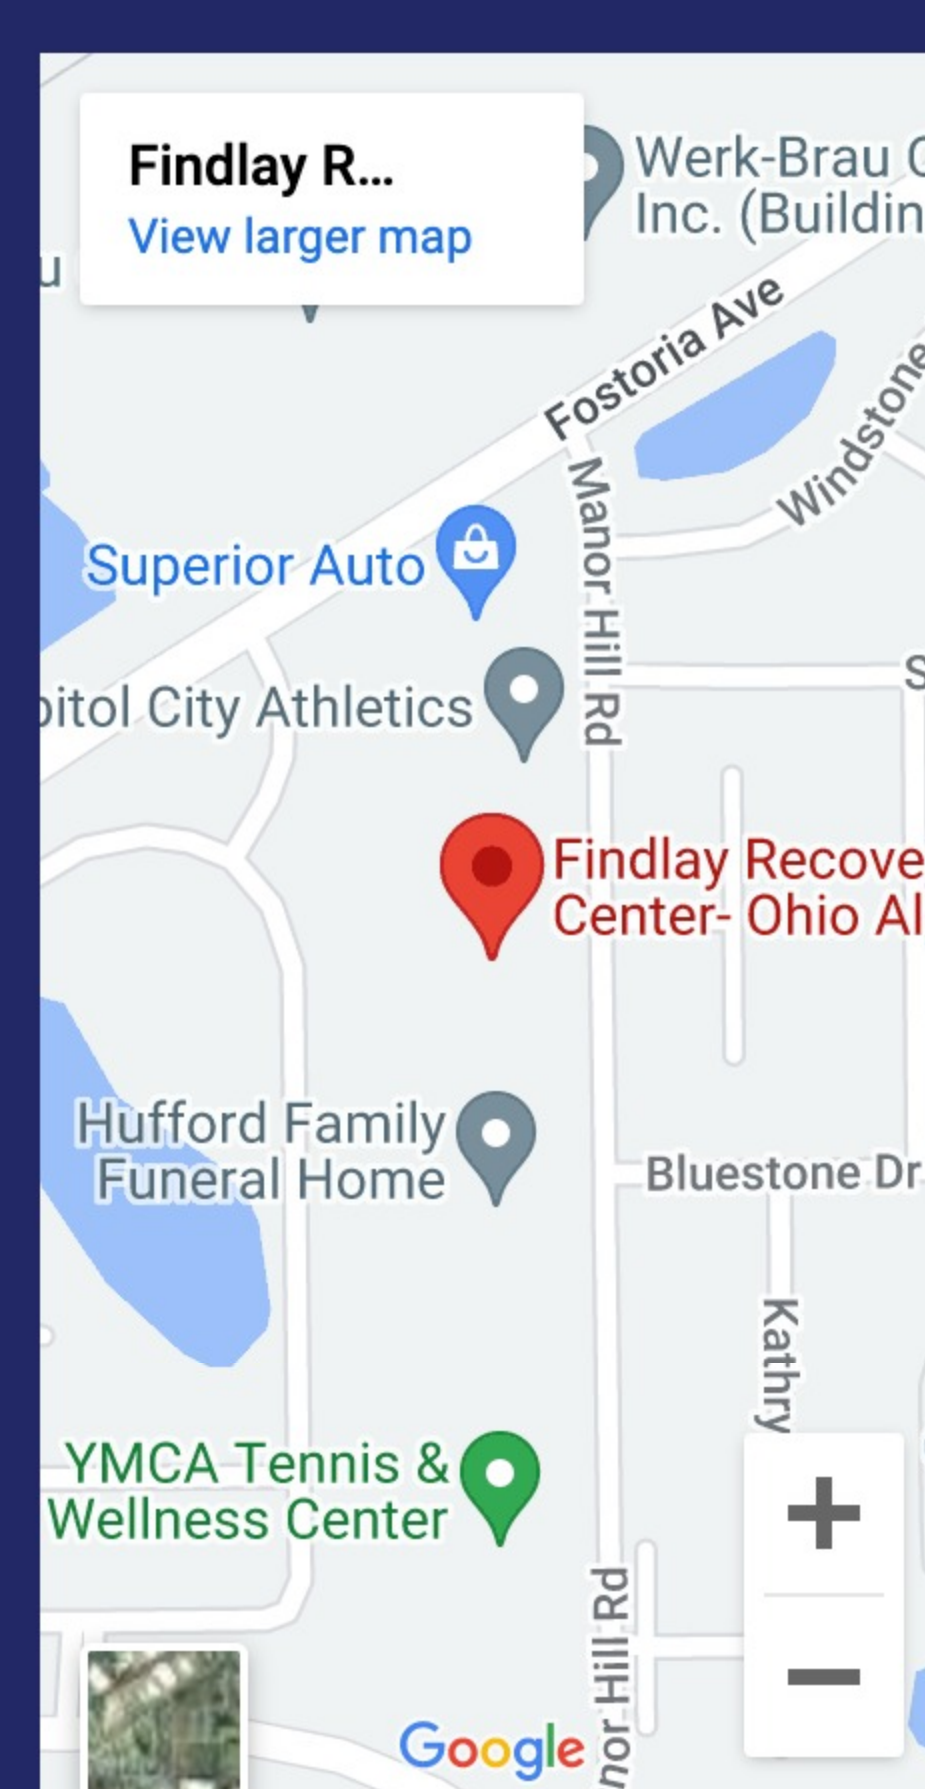 Findlay R...
View larger map
Werk-Brau
Inc. (Buildin
u
Fostoria Ave
Windstone
Manor Hill Rd
Superior Auto
S
pitol City Athletics
Findlay Recove
Center- Ohio Al
Hufford Family
Funeral Home
Bluestone Dr
Kathry
YMCA Tennis &
Wellness Center
+
−
nor Hill Rd
Google